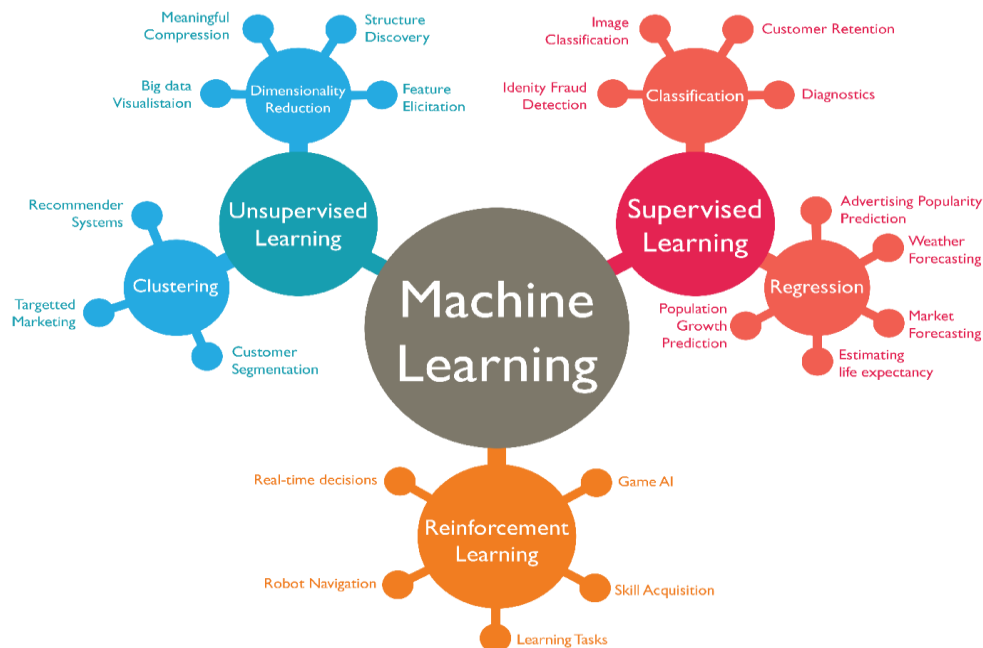 Meaningful
Compression
Structure
Discovery
Big data
Visualistaion
Dimensionality
Reduction
Feature
Elicitation
Image
Classification
Customer Retention
Idenity Fraud
Detection
Classification
Diagnostics
Recommender
Systems
Unsupervised
Learning
Clustering
Targetted
Marketing
Customer
Segmentation
Machine
Learning
Supervised
Learning
Advertising Popularity
Prediction
Weather
Forecasting
Regression
Population
Growth
Prediction
Market
Forecasting
Estimating
life expectancy
Real-time decisions
Game AI
Reinforcement
Learning
Robot Navigation
Skill Acquisition
Learning Tasks